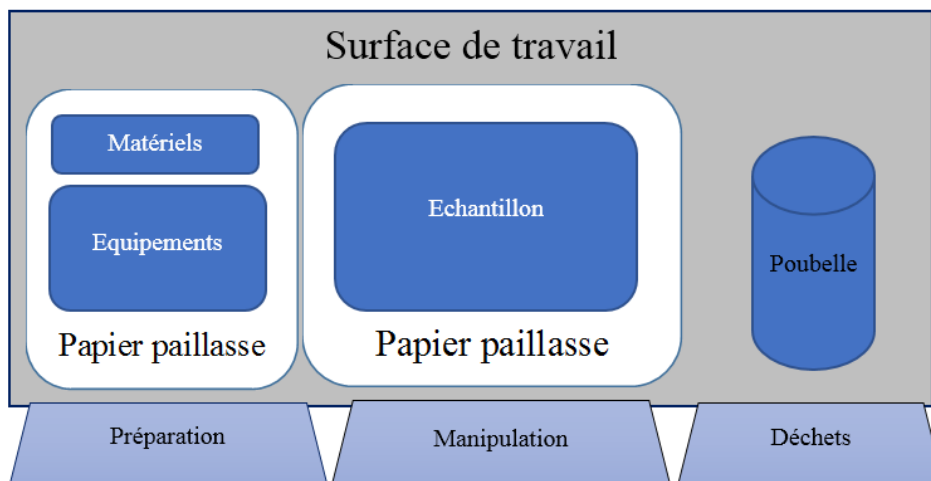 Surface de travail
Matériels
Equipements
Papier paillasse
Echantillon
Papier paillasse
Poubelle
Préparation
Manipulation
Déchets